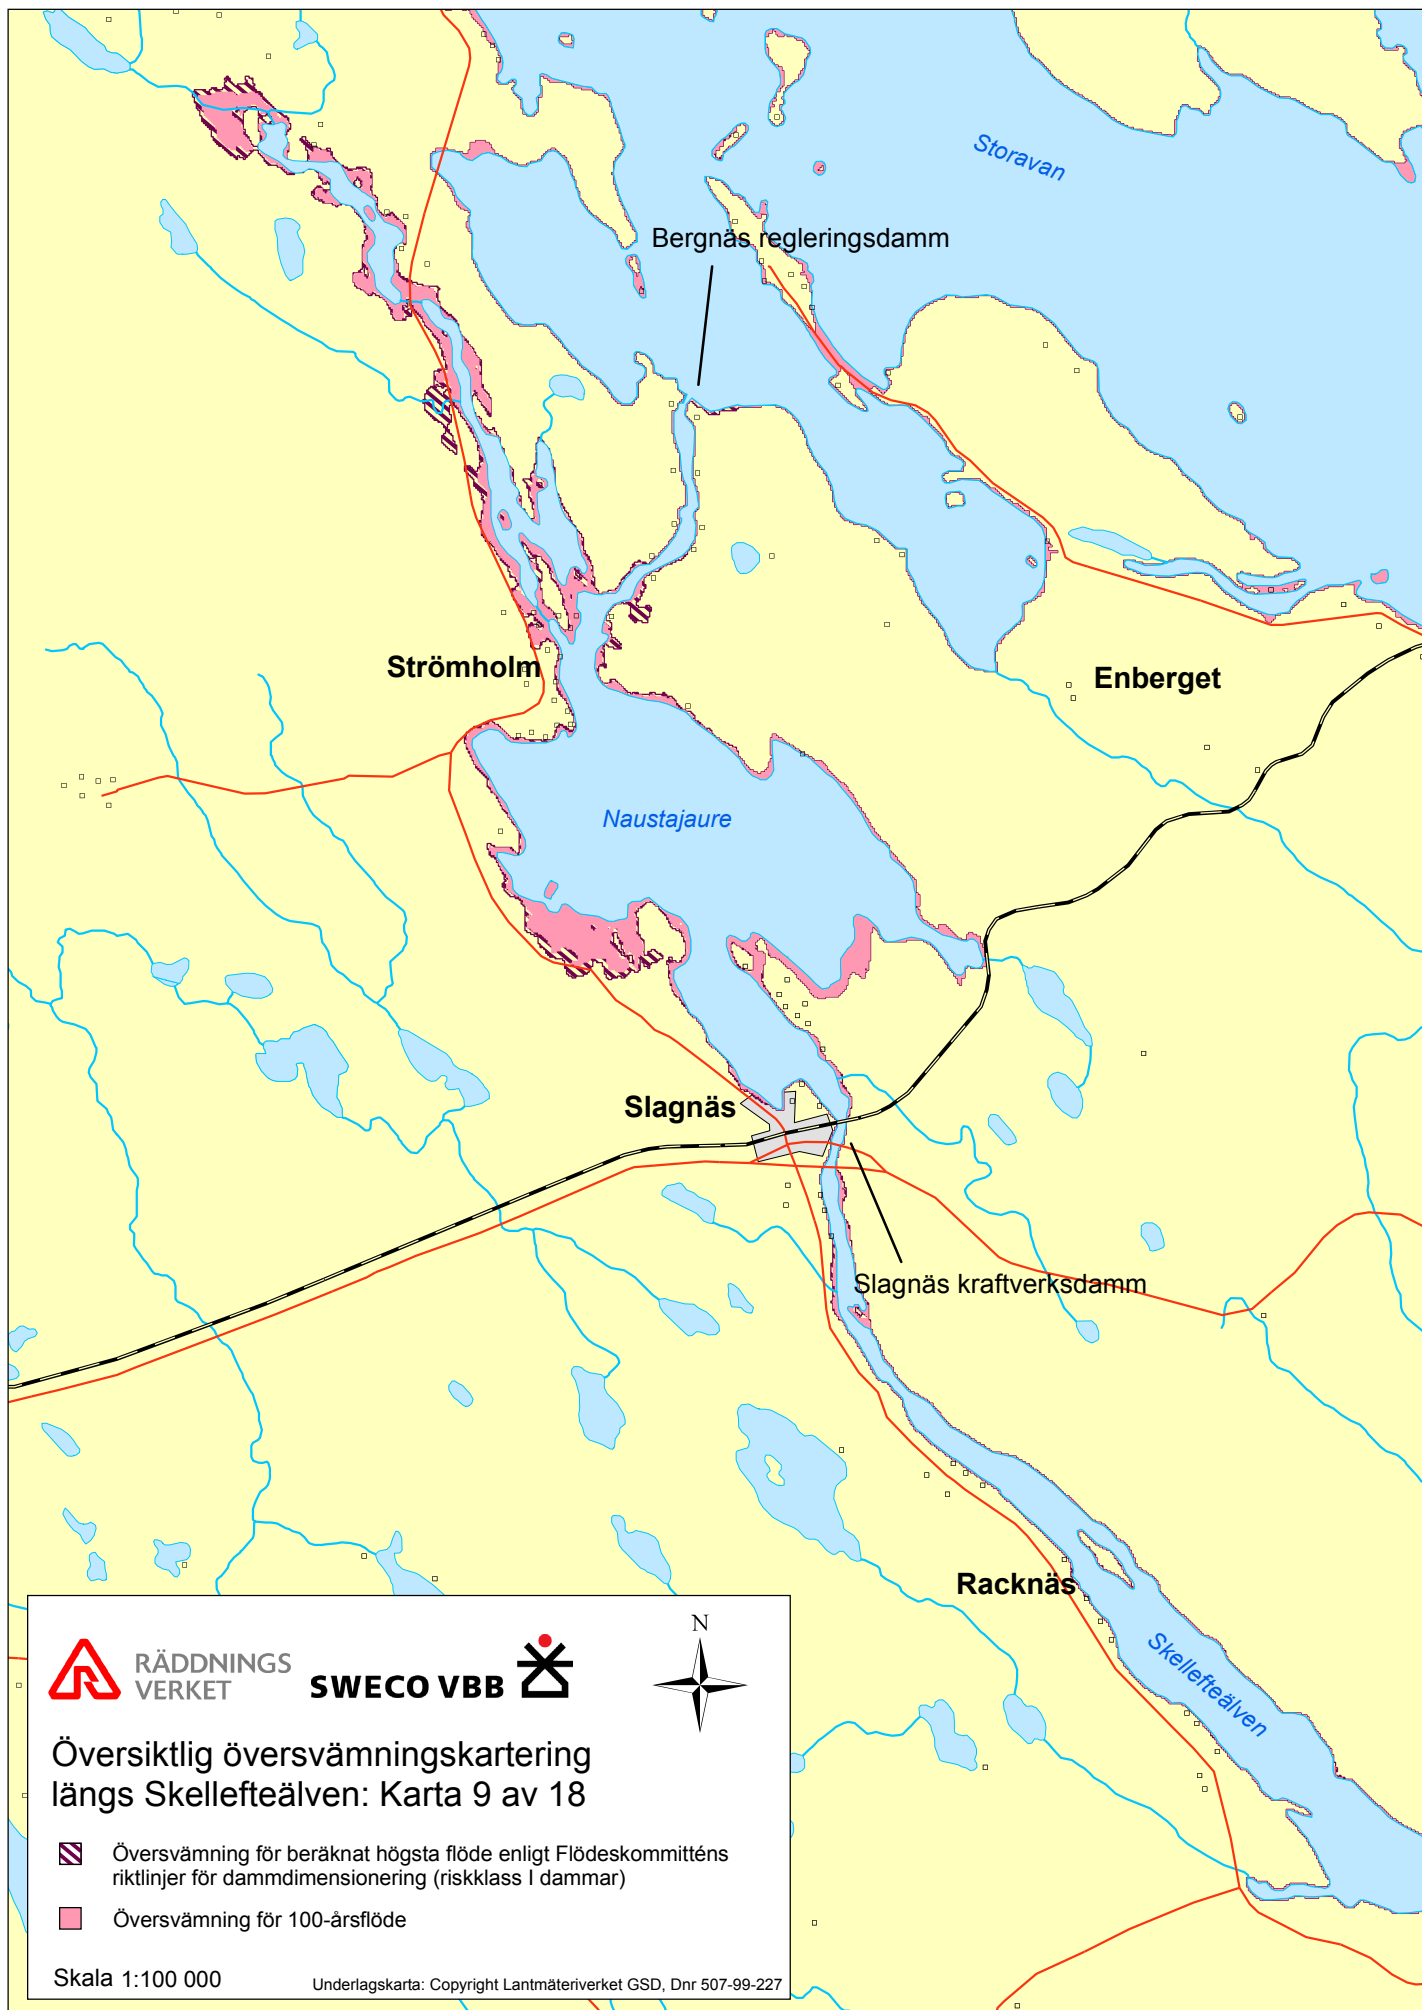 Storavan
Bergnäs regleringsdamm
Strömholm
Enberget
Naustajaure
Slagnäs
Slagnäs kraftverksdamm
Racknäs
Skellefteälven
N
RÄDDNINGS
VERKET
SWECO VBB
Översiktlig översvämningskartering
längs Skellefteälven: Karta 9 av 18
Översvämning för beräknat högsta flöde enligt Flödeskommitténs
riktlinjer för dammdimensionering (riskklass I dammar)
Översvämning för 100-årsflöde
Skala 1:100 000
Underlagskarta: Copyright Lantmäteriverket GSD, Dnr 507-99-227